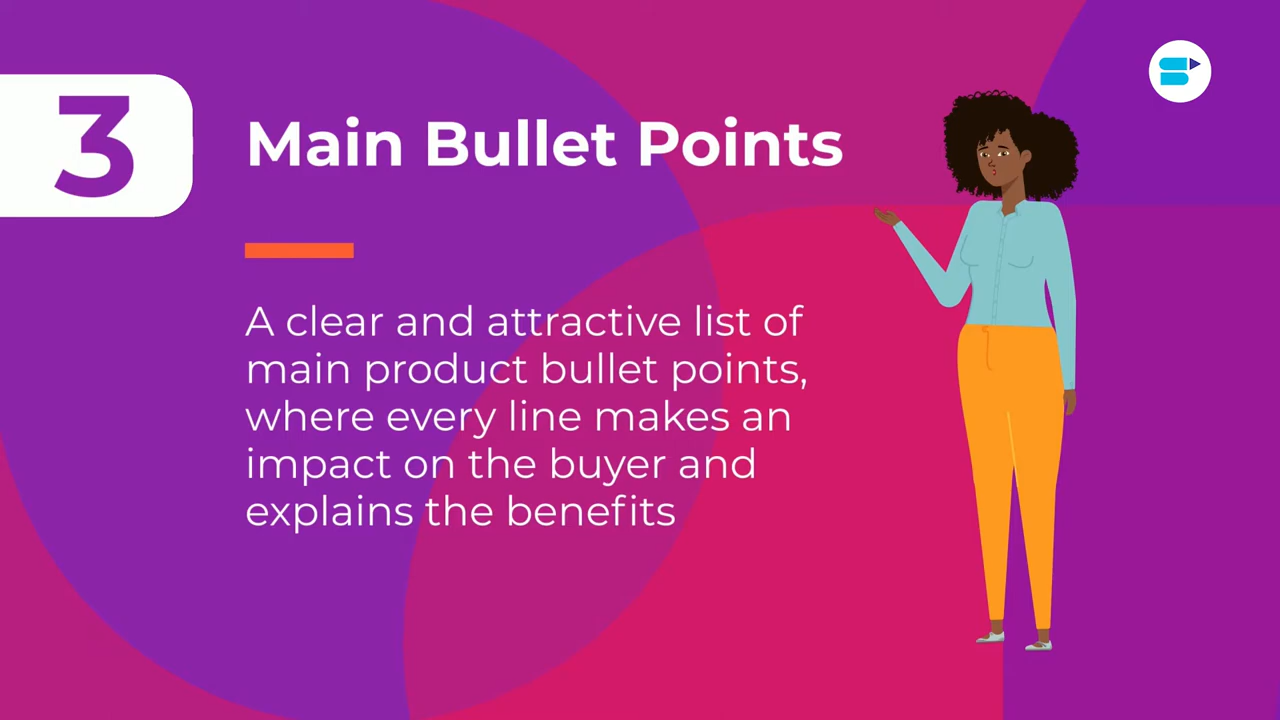 3
Main Bullet Points
A clear and attractive list of
main product bullet points,
where every line makes an
impact on the buyer and
explains the benefits